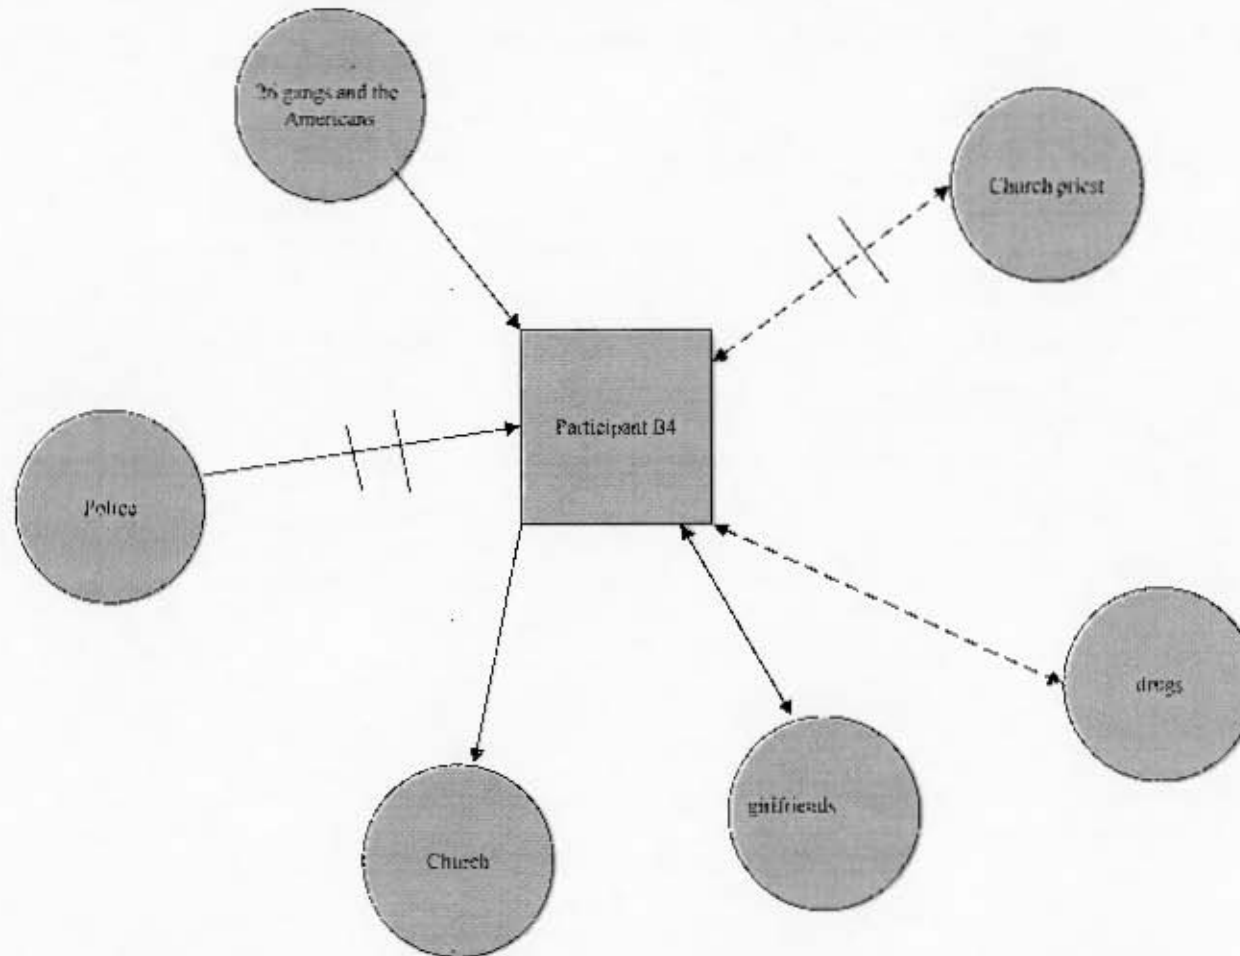 26 gangs and the
Americans
Church priest
Participant B4
Police
drugs
girlfriends
Church